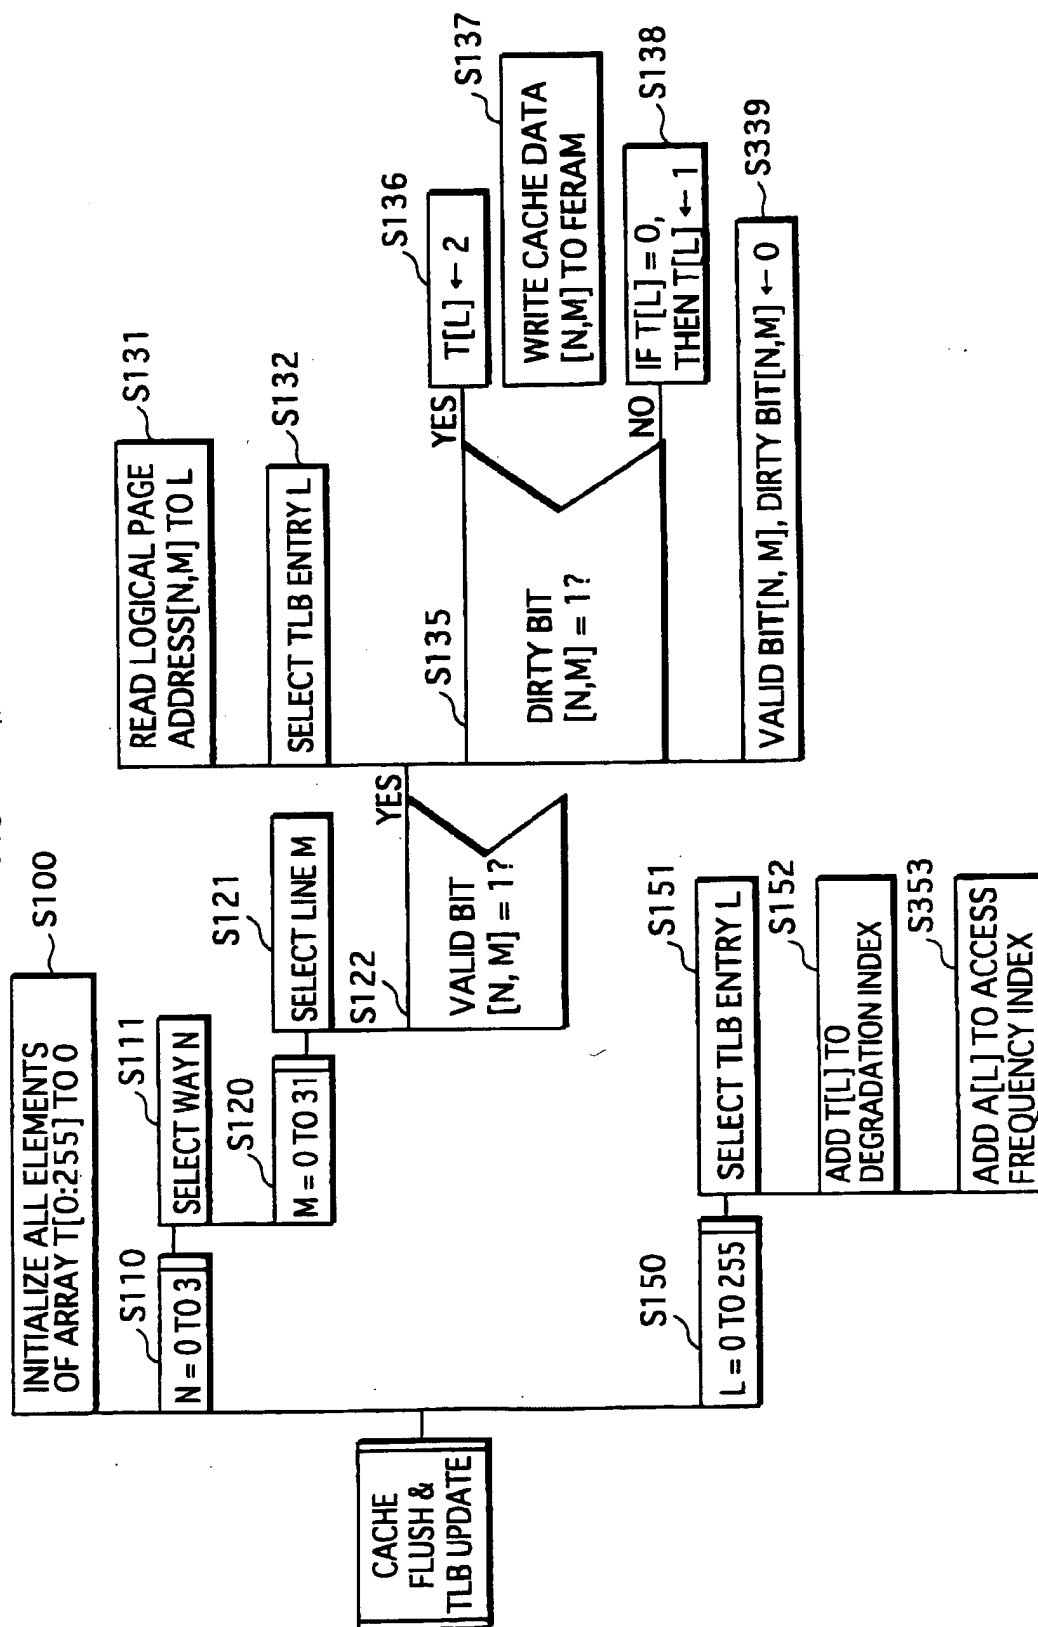 CACHE
FLUSH &
TLB UPDATE
S100
INITIALIZE ALL ELEMENTS
OF ARRAY T[0:255] TO 0
S110
N = 0 TO 3
S111
SELECT WAY N
S120
M = 0 TO 31
S121
SELECT LINE M
S122
VALID BIT
[N, M] = 1?
YES
S131
READ LOGICAL PAGE
ADDRESS[N,M] TO L
S132
SELECT TLB ENTRY L
S135
DIRTY BIT
[N,M] = 1?
YES
S136
T[L] ← 2
S137
WRITE CACHE DATA
[N,M] TO FERAM
NO
S138
IF T[L] = 0,
THEN T[L] ← 1
S339
VALID BIT[N, M], DIRTY BIT[N,M] ← 0
S150
L = 0 TO 255
S151
SELECT TLB ENTRY L
S152
ADD T[L] TO
DEGRADATION INDEX
S353
ADD A[L] TO ACCESS
FREQUENCY INDEX